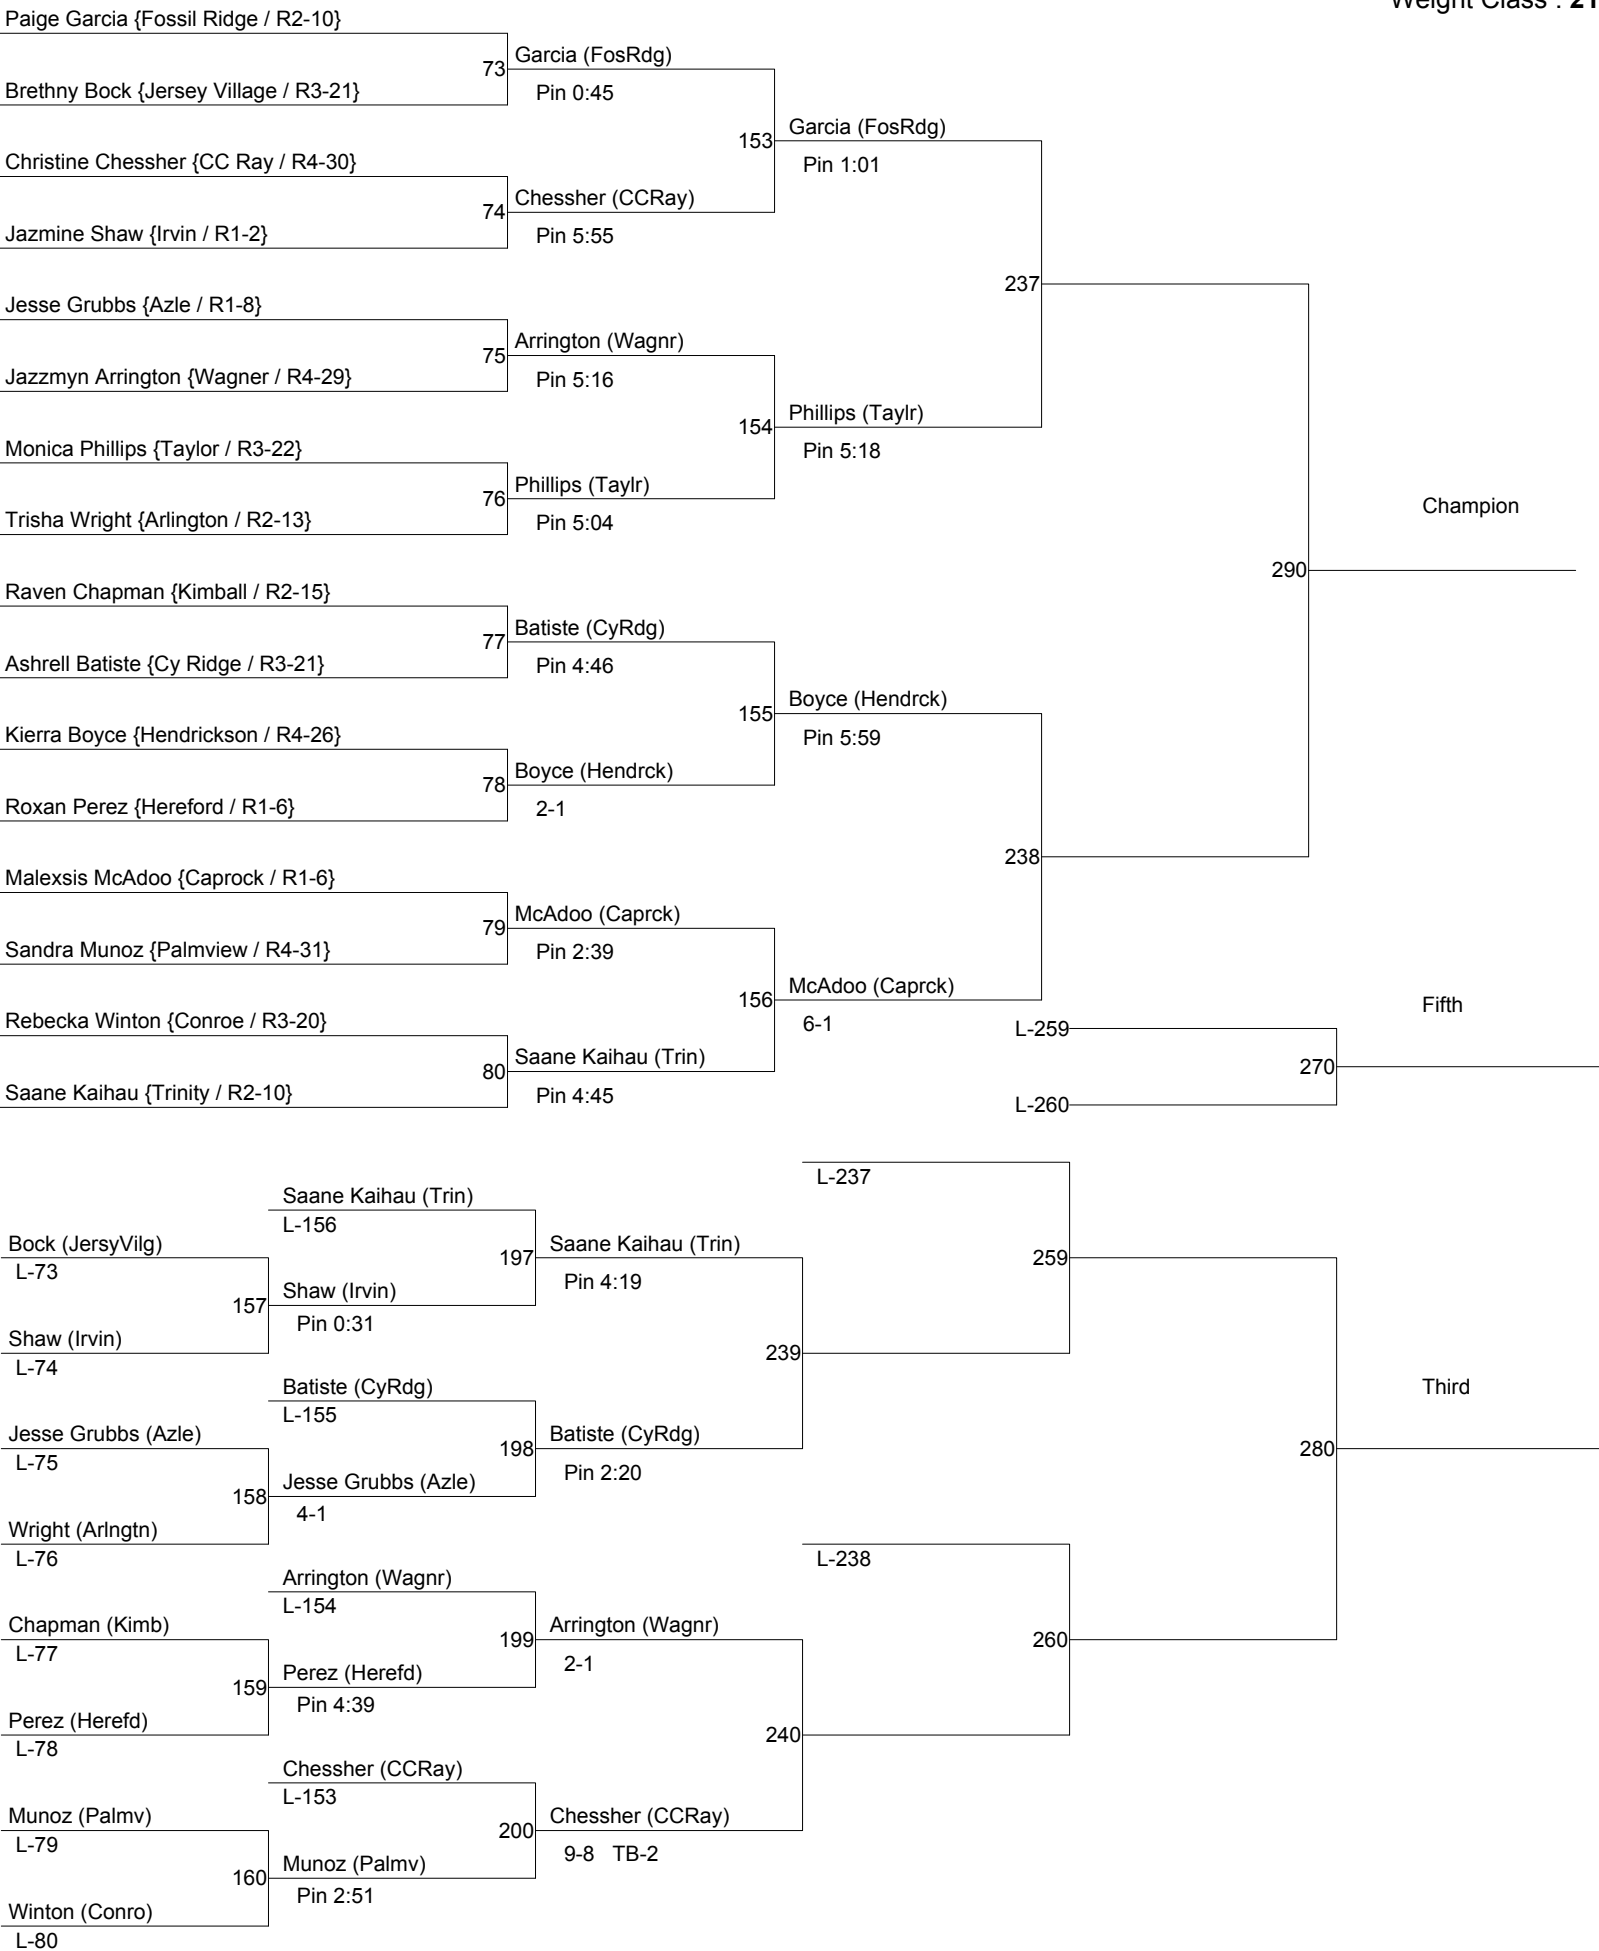 Weight Class : 21
Paige Garcia {Fossil Ridge / R2-10}
73
Garcia (FosRdg)
Brethny Bock {Jersey Village / R3-21}
Pin 0:45
153
Garcia (FosRdg)
Christine Chessher {CC Ray / R4-30}
Pin 1:01
74
Chessher (CCRay)
Jazmine Shaw {Irvin / R1-2}
Pin 5:55
237
Jesse Grubbs {Azle / R1-8}
75
Arrington (Wagnr)
Jazzmyn Arrington {Wagner / R4-29}
Pin 5:16
154
Phillips (Taylr)
Monica Phillips {Taylor / R3-22}
Pin 5:18
76
Phillips (Taylr)
Trisha Wright {Arlington / R2-13}
Pin 5:04
Champion
290
Raven Chapman {Kimball / R2-15}
77
Batiste (CyRdg)
Ashrell Batiste {Cy Ridge / R3-21}
Pin 4:46
155
Boyce (Hendrck)
Kierra Boyce {Hendrickson / R4-26}
Pin 5:59
78
Boyce (Hendrck)
Roxan Perez {Hereford / R1-6}
2-1
238
Malexsis McAdoo {Caprock / R1-6}
79
McAdoo (Caprck)
Sandra Munoz {Palmview / R4-31}
Pin 2:39
156
McAdoo (Caprck)
Rebecka Winton {Conroe / R3-20}
6-1
80
Saane Kaihau (Trin)
Saane Kaihau {Trinity / R2-10}
Pin 4:45
Fifth
L-259
270
L-260
L-237
Saane Kaihau (Trin)
L-156
Bock (JersyVilg)
L-73
197
Saane Kaihau (Trin)
Pin 4:19
259
157
Shaw (Irvin)
Pin 0:31
Shaw (Irvin)
L-74
239
Batiste (CyRdg)
L-155
Third
Jesse Grubbs (Azle)
L-75
198
Batiste (CyRdg)
Pin 2:20
280
158
Jesse Grubbs (Azle)
4-1
Wright (Arlngtn)
L-76
L-238
Arrington (Wagnr)
L-154
Chapman (Kimb)
L-77
199
Arrington (Wagnr)
2-1
260
159
Perez (Herefd)
Pin 4:39
Perez (Herefd)
L-78
240
Chessher (CCRay)
L-153
Munoz (Palmv)
L-79
200
Chessher (CCRay)
9-8 TB-2
160
Munoz (Palmv)
Pin 2:51
Winton (Conro)
L-80